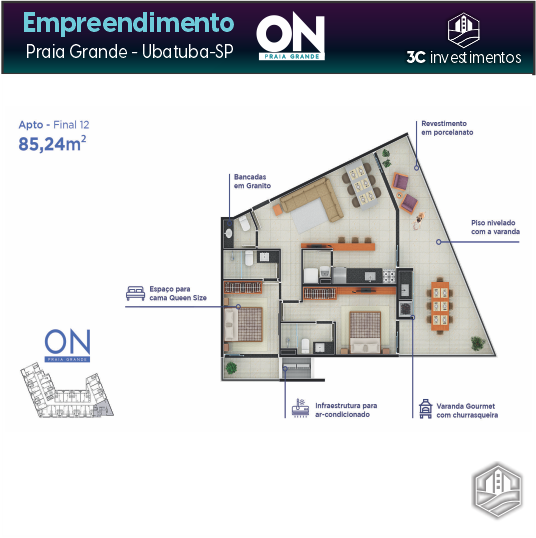 Empreendimento
Praia Grande - Ubatuba-SP
ON
PRAIA GRANDE
3C investimentos
Apto - Final 12
85,24m²
Revestimento
em porcelanato
Bancadas
em Granito
Piso nivelado
com a varanda
Espaço para
cama Queen Size
ON
PRAIA GRANDE
Infraestrutura para
ar-condicionado
Varanda Gourmet
com churrasqueira